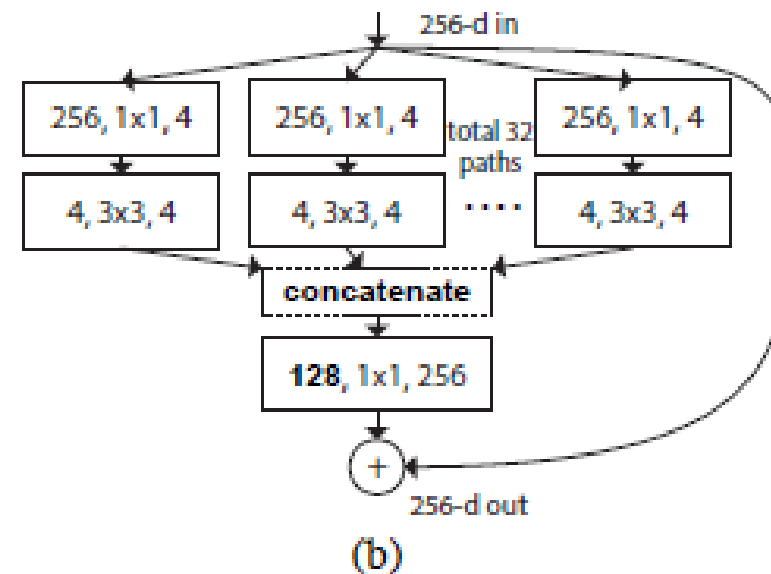 256-d in
256, 1x1, 4
256, 1x1, 4
total 32
paths
256, 1x1, 4
4, 3x3, 4
4, 3x3, 4
....
4, 3x3, 4
concatenate
128, 1x1, 256
+
256-d out
(b)